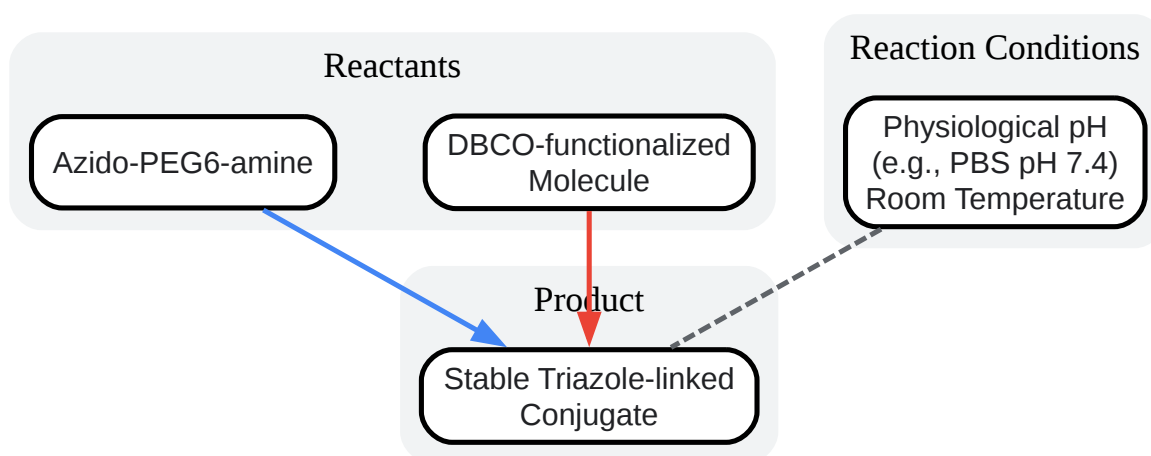 Reactants
Azido-PEG6-amine
DBCO-functionalized
Molecule
Reaction Conditions
Physiological pH
(e.g., PBS pH 7.4)
Room Temperature
Product
Stable Triazole-linked
Conjugate